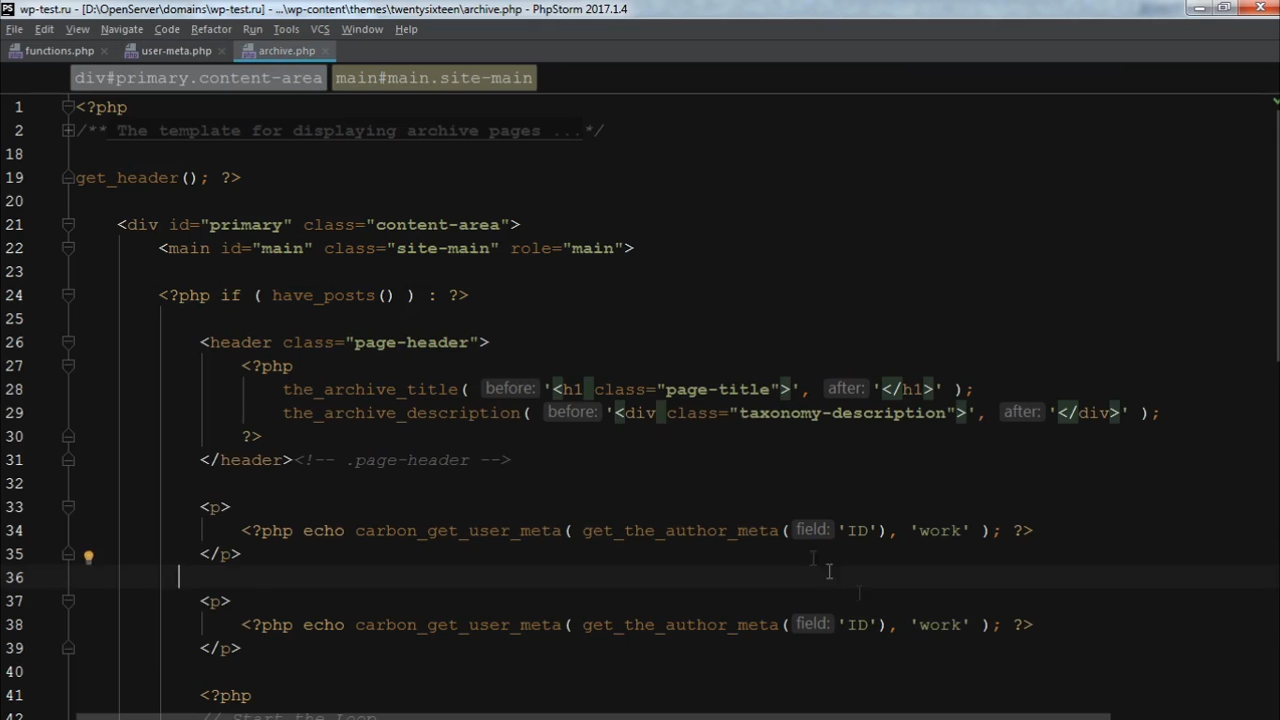 wp-test.ru - [D:\OpenServer\domains\wp-test.ru] - ...\wp-content\themes\twentysixteen\archive.php - PhpStorm 2017.1.4
File Edit View Navigate Code Refactor Run Tools VCS Window Help
functions.php × user-meta.php × archive.php ×
div#primary.content-area main#main.site-main
1 <?php
2 /** The template for displaying archive pages ...*/
18
19 get_header(); ?>
20
21 <div id="primary" class="content-area">
22 <main id="main" class="site-main" role="main">
23
24 <?php if ( have_posts() ) : ?>
25
26 <header class="page-header">
27 <?php
28 the_archive_title( before: '<h1 class="page-title">', after: '</h1>' );
29 the_archive_description( before: '<div class="taxonomy-description">', after: '</div>' );
30 ?>
31 </header><!-- .page-header -->
32
33 <p>
34 <?php echo carbon_get_user_meta( get_the_author_meta( field: 'ID'), 'work' ); ?>
35 </p>
36
37 <p>
38 <?php echo carbon_get_user_meta( get_the_author_meta( field: 'ID'), 'work' ); ?>
39 </p>
40
41 <?php
42 // Start the Loop